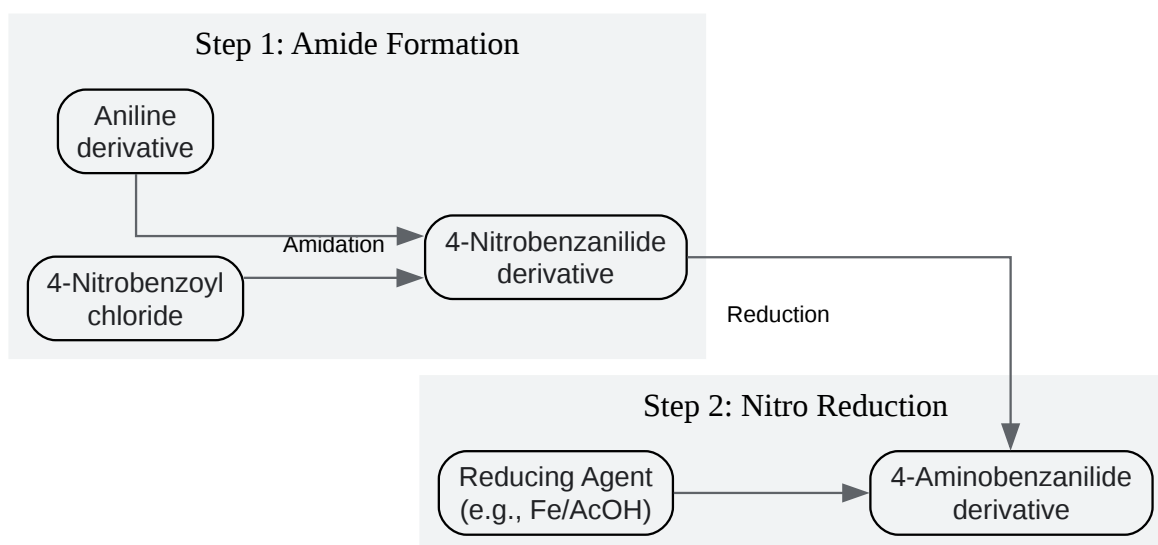 Step 1: Amide Formation
Aniline
derivative
Amidation
4-Nitrobenzoyl
chloride
4-Nitrobenzanilide
derivative
Reduction
Step 2: Nitro Reduction
Reducing Agent
(e.g., Fe/AcOH)
4-Aminobenzanilide
derivative